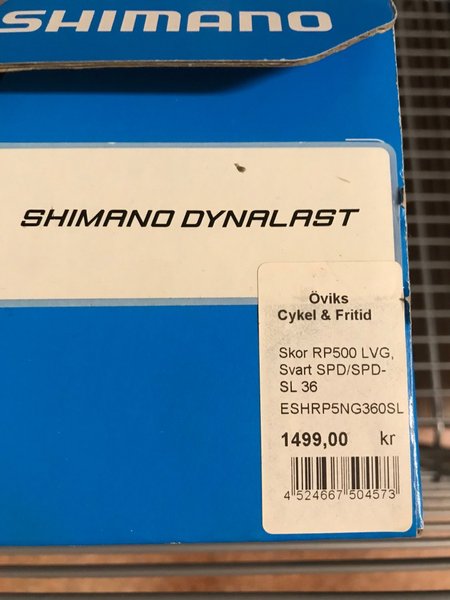 SHIMANO
SHIMANO DYNALAST
Öviks
Cykel & Fritid
Skor RP500 LVG,
Svart SPD/SPD-
SL 36
ESHRP5NG360SL
1499,00 kr
4 524667 504573